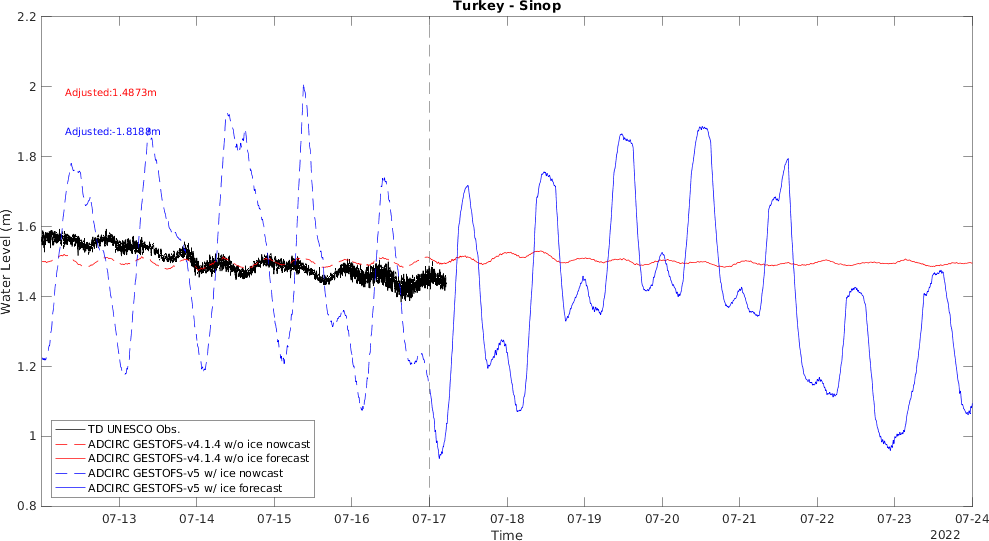 Turkey - Sinop
2.2
2
1.8
1.6
1.4
1.2
1
0.8
Water Level (m)
Adjusted:1.4873m
Adjusted:-1.8188m
TD UNESCO Obs.
ADCIRC GESTOFS-v4.1.4 w/o ice nowcast
ADCIRC GESTOFS-v4.1.4 w/o ice forecast
ADCIRC GESTOFS-v5 w/ ice nowcast
ADCIRC GESTOFS-v5 w/ ice forecast
07-13 07-14 07-15 07-16 07-17 07-18 07-19 07-20 07-21 07-22 07-23 07-24
Time
2022